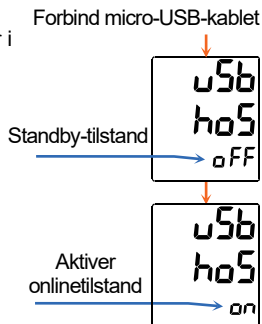 Forbind micro-USB-kablet
r i
uSb
hoS
Standby-tilstand
oFF
uSb
hoS
Aktiver
onlinetilstand
on